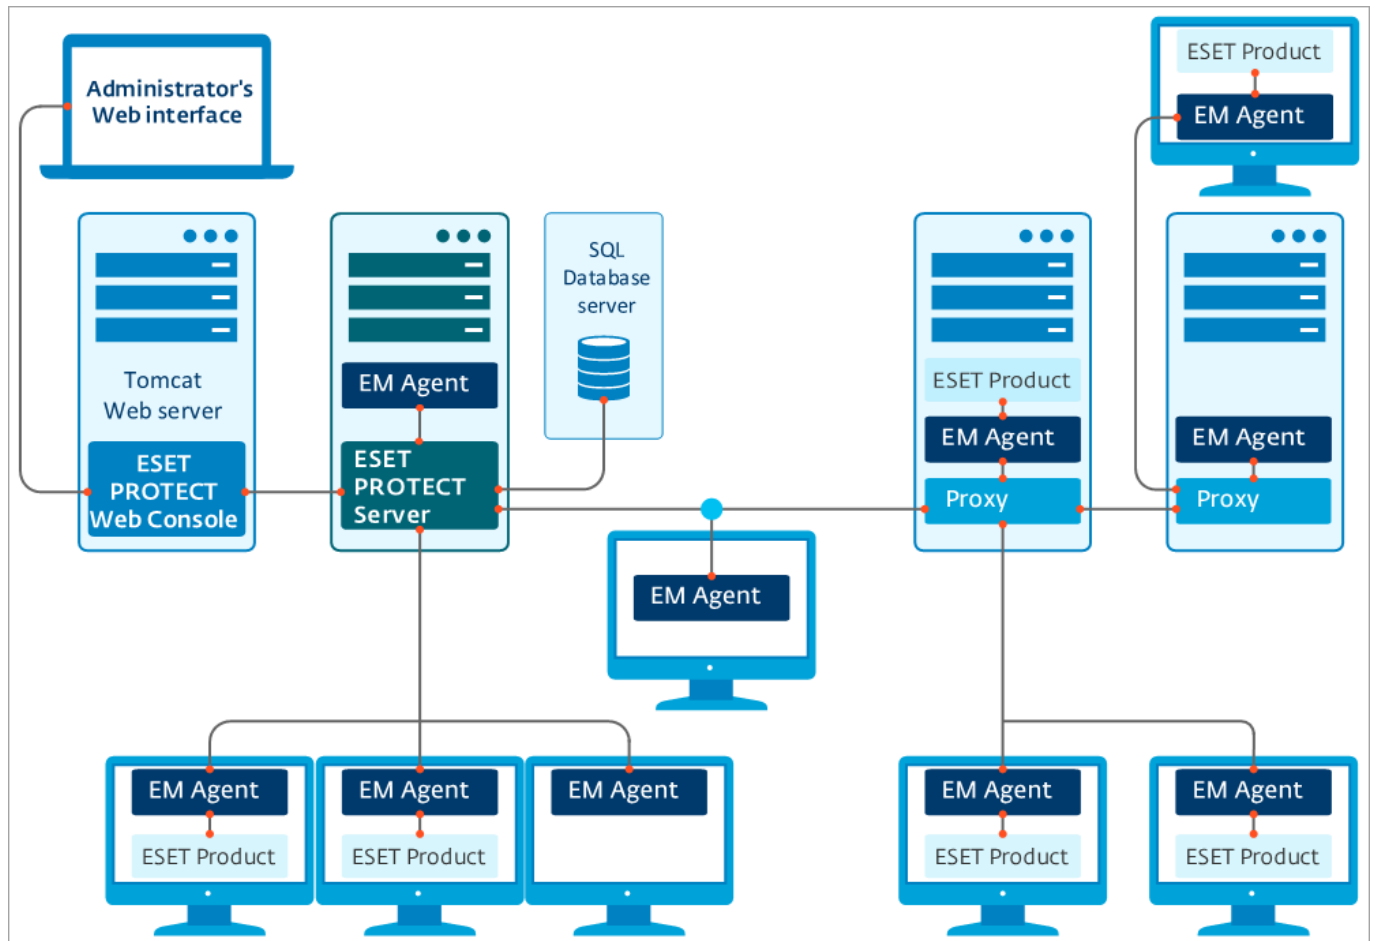 Administrator's
Web interface
ESET Product
EM Agent
Tomcat
Web server
ESET
PROTECT
Web Console
EM Agent
ESET
PROTECT
Server
SQL
Database
server
ESET Product
EM Agent
Proxy
EM Agent
Proxy
EM Agent
EM Agent
ESET Product
EM Agent
ESET Product
EM Agent
EM Agent
ESET Product
EM Agent
ESET Product